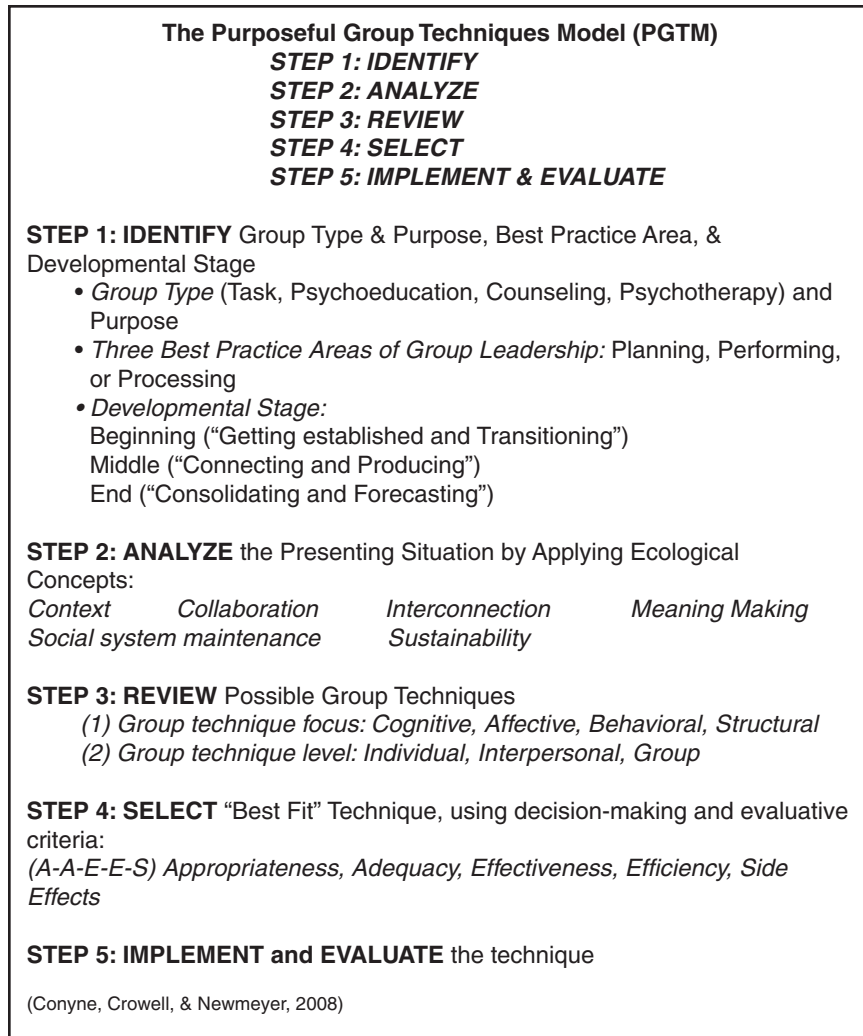 The Purposeful Group Techniques Model (PGTM)
STEP 1: IDENTIFY
STEP 2: ANALYZE
STEP 3: REVIEW
STEP 4: SELECT
STEP 5: IMPLEMENT & EVALUATE
STEP 1: IDENTIFY Group Type & Purpose, Best Practice Area, &
Developmental Stage
• Group Type (Task, Psychoeducation, Counseling, Psychotherapy) and
Purpose
• Three Best Practice Areas of Group Leadership: Planning, Performing,
or Processing
• Developmental Stage:
Beginning (“Getting established and Transitioning”)
Middle (“Connecting and Producing”)
End (“Consolidating and Forecasting”)
STEP 2: ANALYZE the Presenting Situation by Applying Ecological
Concepts:
Context Collaboration Interconnection Meaning Making
Social system maintenance Sustainability
STEP 3: REVIEW Possible Group Techniques
(1) Group technique focus: Cognitive, Affective, Behavioral, Structural
(2) Group technique level: Individual, Interpersonal, Group
STEP 4: SELECT “Best Fit” Technique, using decision-making and evaluative
criteria:
(A-A-E-E-S) Appropriateness, Adequacy, Effectiveness, Efficiency, Side
Effects
STEP 5: IMPLEMENT and EVALUATE the technique
(Conyne, Crowell, & Newmeyer, 2008)